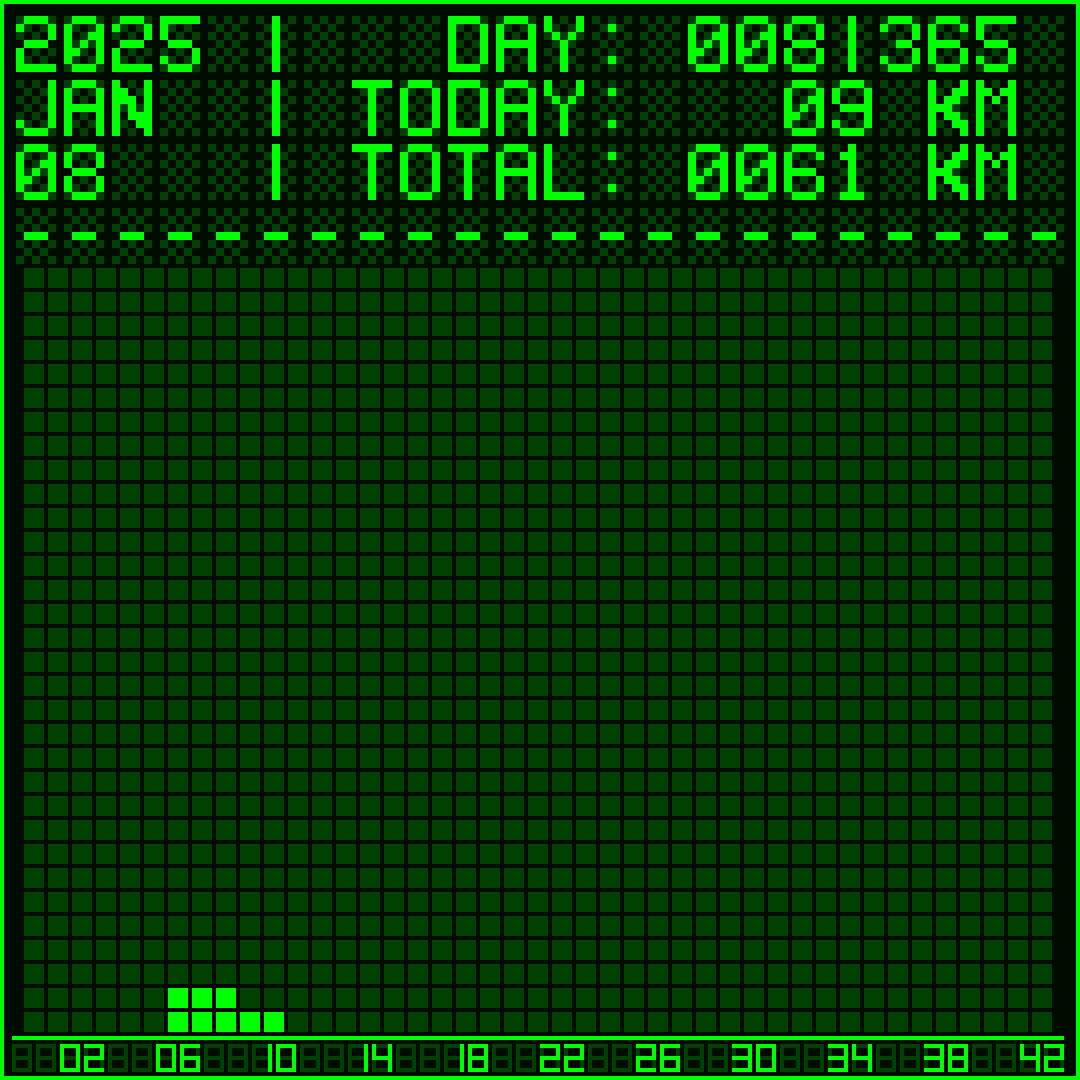 2025 | DAY: 008|365
JAN | TODAY: 09 KM
08 | TOTAL: 0061 KM
- - - - - - - - - - - - - - - - - - - - - -
02 06 10 14 18 22 26 30 34 38 42